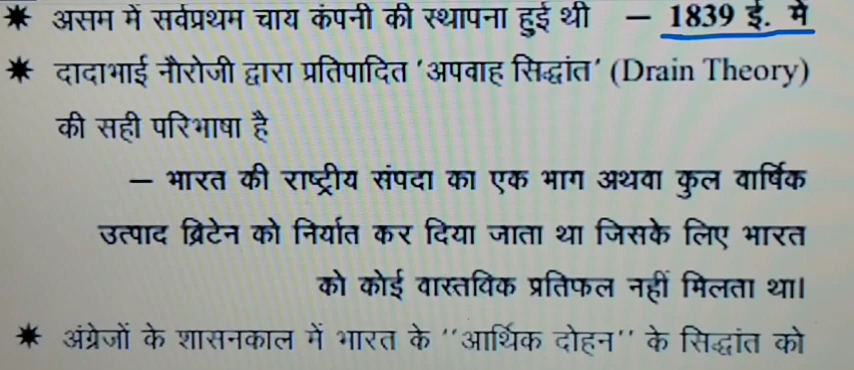 ✷ असम में सर्वप्रथम चाय कंपनी की स्थापना हुई थी – 1839 ई. में
✷ दादाभाई नौरोजी द्वारा प्रतिपादित 'अपवाह सिद्धांत' (Drain Theory)
की सही परिभाषा है
– भारत की राष्ट्रीय संपदा का एक भाग अथवा कुल वार्षिक
उत्पाद ब्रिटेन को निर्यात कर दिया जाता था जिसके लिए भारत
को कोई वास्तविक प्रतिफल नहीं मिलता था।
✷ अंग्रेजों के शासनकाल में भारत के ''आर्थिक दोहन'' के सिद्धांत को